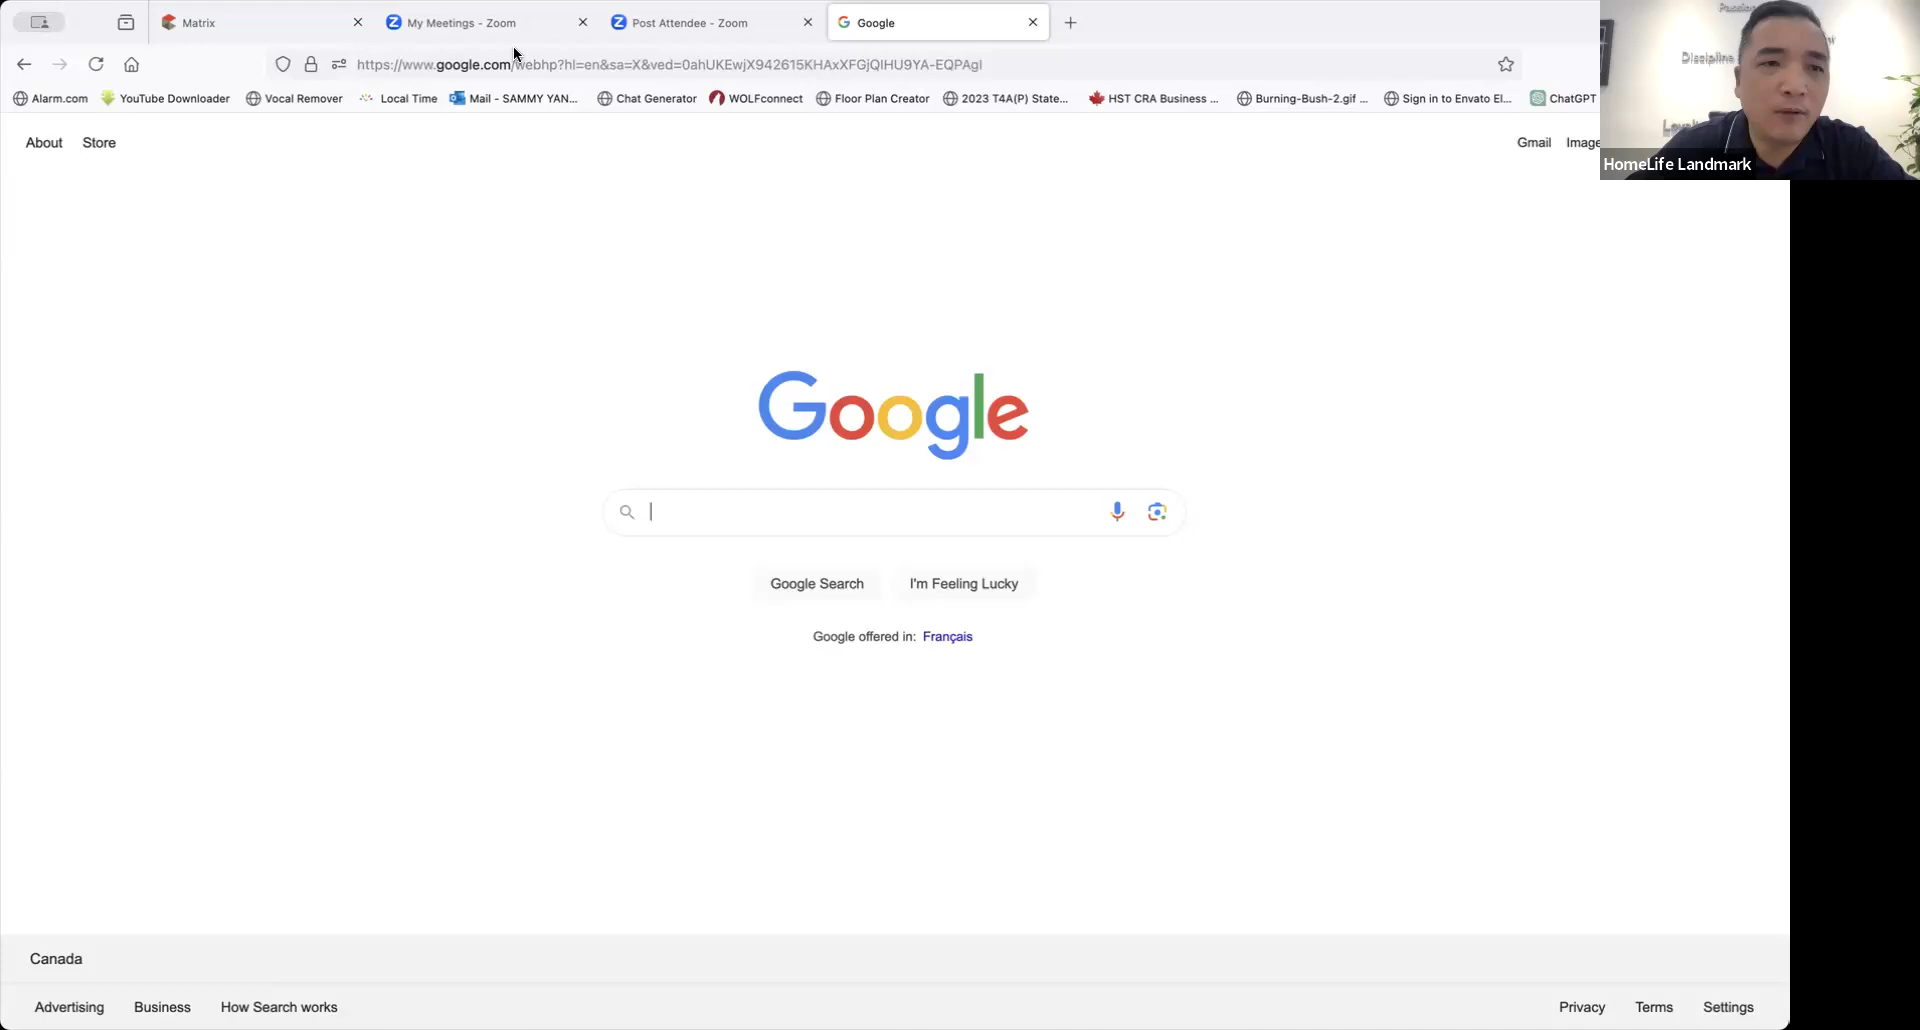 Matrix
My Meetings - Zoom
Post Attendee - Zoom
Google
https://www.google.com/webhp?hl=en&sa=X&ved=0ahUKEwjX942615KHAxXFGjQIHU9YA-EQPAgI
Alarm.com
YouTube Downloader
Vocal Remover
Local Time
Mail - SAMMY YAN...
Chat Generator
WOLFconnect
Floor Plan Creator
2023 T4A(P) State...
HST CRA Business ...
Burning-Bush-2.gif ...
Sign in to Envato El...
ChatGPT
Discipline
HomeLife Landmark
About
Store
Gmail
Image
Google
Google Search
I'm Feeling Lucky
Google offered in: Français
Canada
Advertising
Business
How Search works
Privacy
Terms
Settings